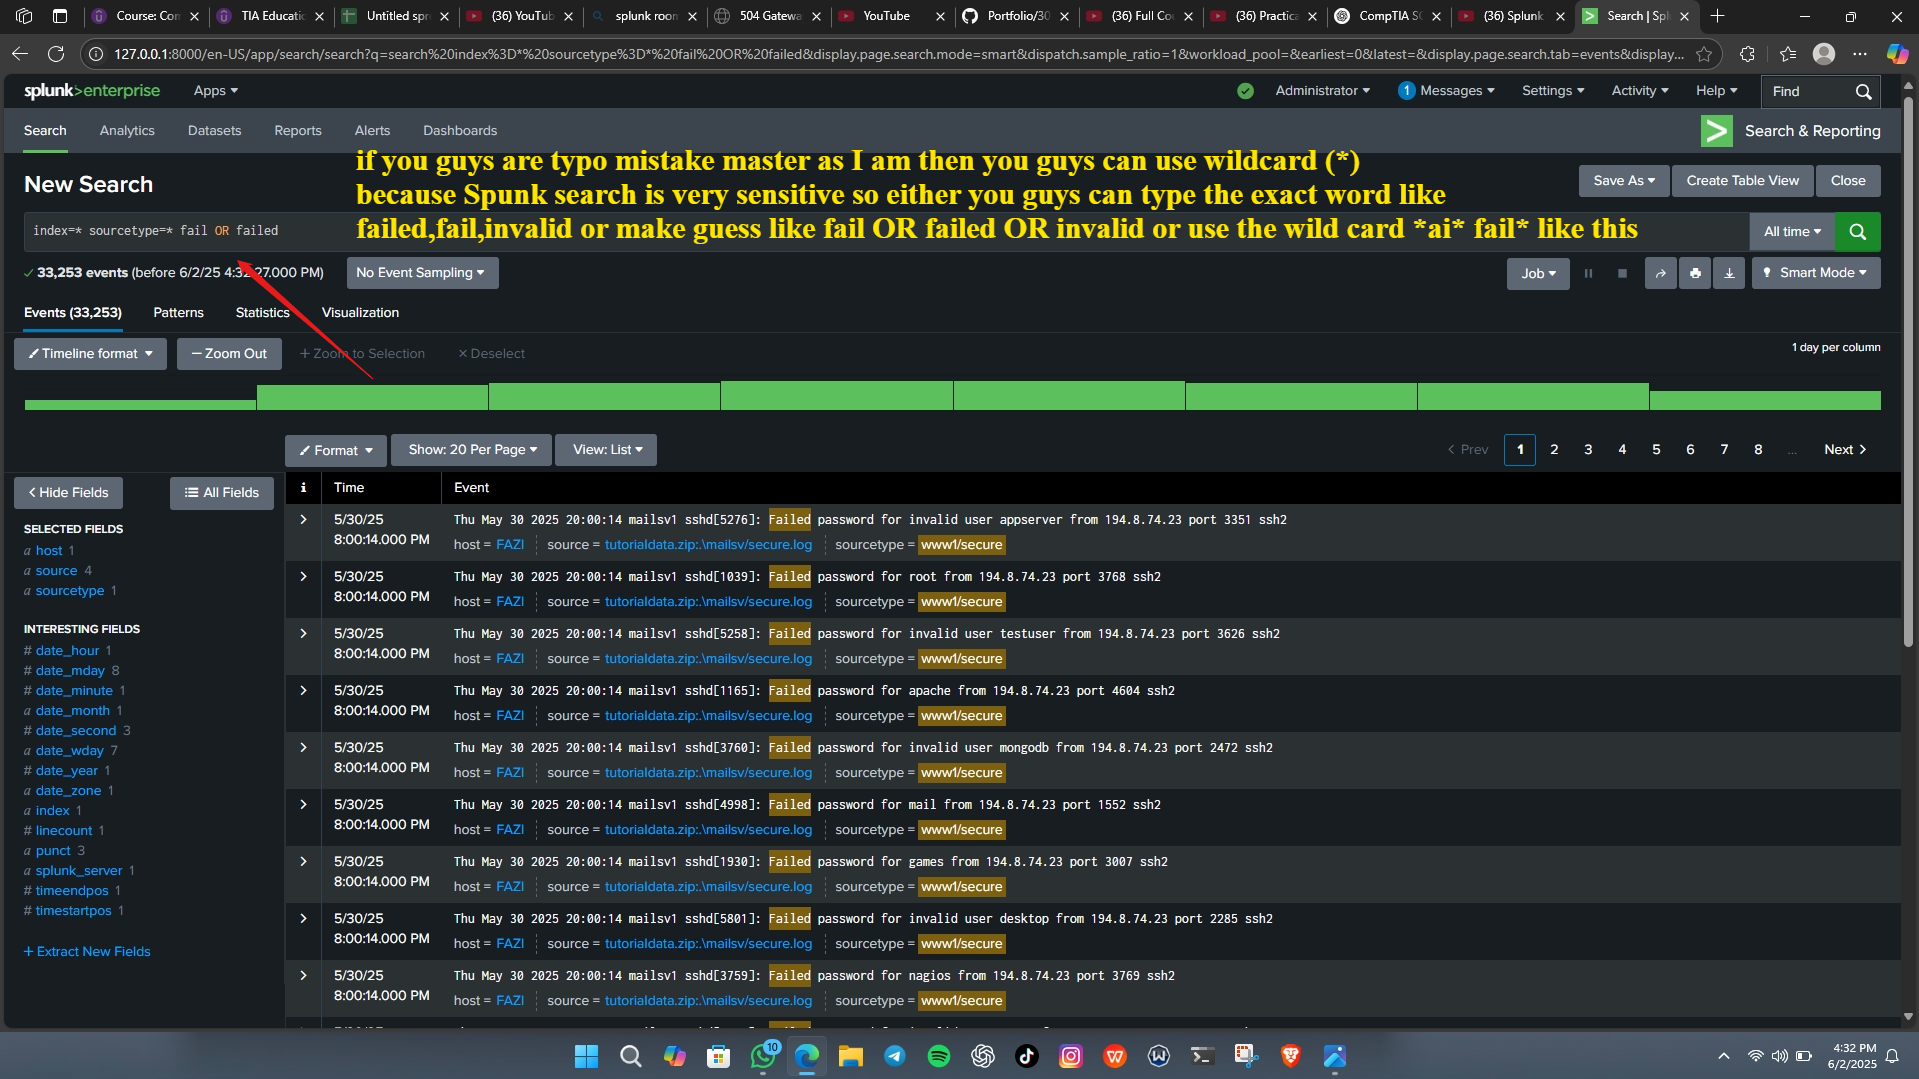 Course: Con
TIA Educatic
Untitled spr
(36) YouTub
splunk room
504 Gatewa
YouTube
Portfolio/30
(36) Full Cou
(36) Practica
CompTIA SC
(36) Splunk
Search | Spl
127.0.0.1:8000/en-US/app/search/search?q=search%20index%3D*%20sourcetype%3D*%20fail%20OR%20failed&display.page.search.mode=smart&dispatch.sample_ratio=1&workload_pool=&earliest=0&latest=&display.page.search.tab=events&display...
splunk>enterprise
Apps
Administrator
1 Messages
Settings
Activity
Help
Find
Search
Analytics
Datasets
Reports
Alerts
Dashboards
Search & Reporting
if you guys are typo mistake master as I am then you guys can use wildcard (*)
because Spunk search is very sensitive so either you guys can type the exact word like
failed,fail,invalid or make guess like fail OR failed OR invalid or use the wild card *ai* fail* like this
New Search
Save As
Create Table View
Close
index=* sourcetype=* fail OR failed
All time
33,253 events (before 6/2/25 4:32:27.000 PM)
No Event Sampling
Job
Smart Mode
Events (33,253)
Patterns
Statistics
Visualization
Timeline format
— Zoom Out
+ Zoom to Selection
× Deselect
1 day per column
Format
Show: 20 Per Page
View: List
< Prev
1 2 3 4 5 6 7 8 ...
Next >
< Hide Fields
All Fields
i Time Event
SELECTED FIELDS
a host 1
a source 4
a sourcetype 1
INTERESTING FIELDS
# date_hour 1
# date_mday 8
# date_minute 1
a date_month 1
# date_second 3
a date_wday 7
# date_year 1
a date_zone 1
a index 1
# linecount 1
a punct 3
a splunk_server 1
# timeendpos 1
# timestartpos 1
+ Extract New Fields
5/30/25
8:00:14.000 PM
Thu May 30 2025 20:00:14 mailsv1 sshd[5276]: Failed password for invalid user appserver from 194.8.74.23 port 3351 ssh2
host = FAZI source = tutorialdata.zip:.\mailsv/secure.log sourcetype = www1/secure
5/30/25
8:00:14.000 PM
Thu May 30 2025 20:00:14 mailsv1 sshd[1039]: Failed password for root from 194.8.74.23 port 3768 ssh2
host = FAZI source = tutorialdata.zip:.\mailsv/secure.log sourcetype = www1/secure
5/30/25
8:00:14.000 PM
Thu May 30 2025 20:00:14 mailsv1 sshd[5258]: Failed password for invalid user testuser from 194.8.74.23 port 3626 ssh2
host = FAZI source = tutorialdata.zip:.\mailsv/secure.log sourcetype = www1/secure
5/30/25
8:00:14.000 PM
Thu May 30 2025 20:00:14 mailsv1 sshd[1165]: Failed password for apache from 194.8.74.23 port 4604 ssh2
host = FAZI source = tutorialdata.zip:.\mailsv/secure.log sourcetype = www1/secure
5/30/25
8:00:14.000 PM
Thu May 30 2025 20:00:14 mailsv1 sshd[3760]: Failed password for invalid user mongodb from 194.8.74.23 port 2472 ssh2
host = FAZI source = tutorialdata.zip:.\mailsv/secure.log sourcetype = www1/secure
5/30/25
8:00:14.000 PM
Thu May 30 2025 20:00:14 mailsv1 sshd[4998]: Failed password for mail from 194.8.74.23 port 1552 ssh2
host = FAZI source = tutorialdata.zip:.\mailsv/secure.log sourcetype = www1/secure
5/30/25
8:00:14.000 PM
Thu May 30 2025 20:00:14 mailsv1 sshd[1930]: Failed password for games from 194.8.74.23 port 3007 ssh2
host = FAZI source = tutorialdata.zip:.\mailsv/secure.log sourcetype = www1/secure
5/30/25
8:00:14.000 PM
Thu May 30 2025 20:00:14 mailsv1 sshd[5801]: Failed password for invalid user desktop from 194.8.74.23 port 2285 ssh2
host = FAZI source = tutorialdata.zip:.\mailsv/secure.log sourcetype = www1/secure
5/30/25
8:00:14.000 PM
Thu May 30 2025 20:00:14 mailsv1 sshd[3759]: Failed password for nagios from 194.8.74.23 port 3769 ssh2
host = FAZI source = tutorialdata.zip:.\mailsv/secure.log sourcetype = www1/secure
10
4:32 PM
6/2/2025